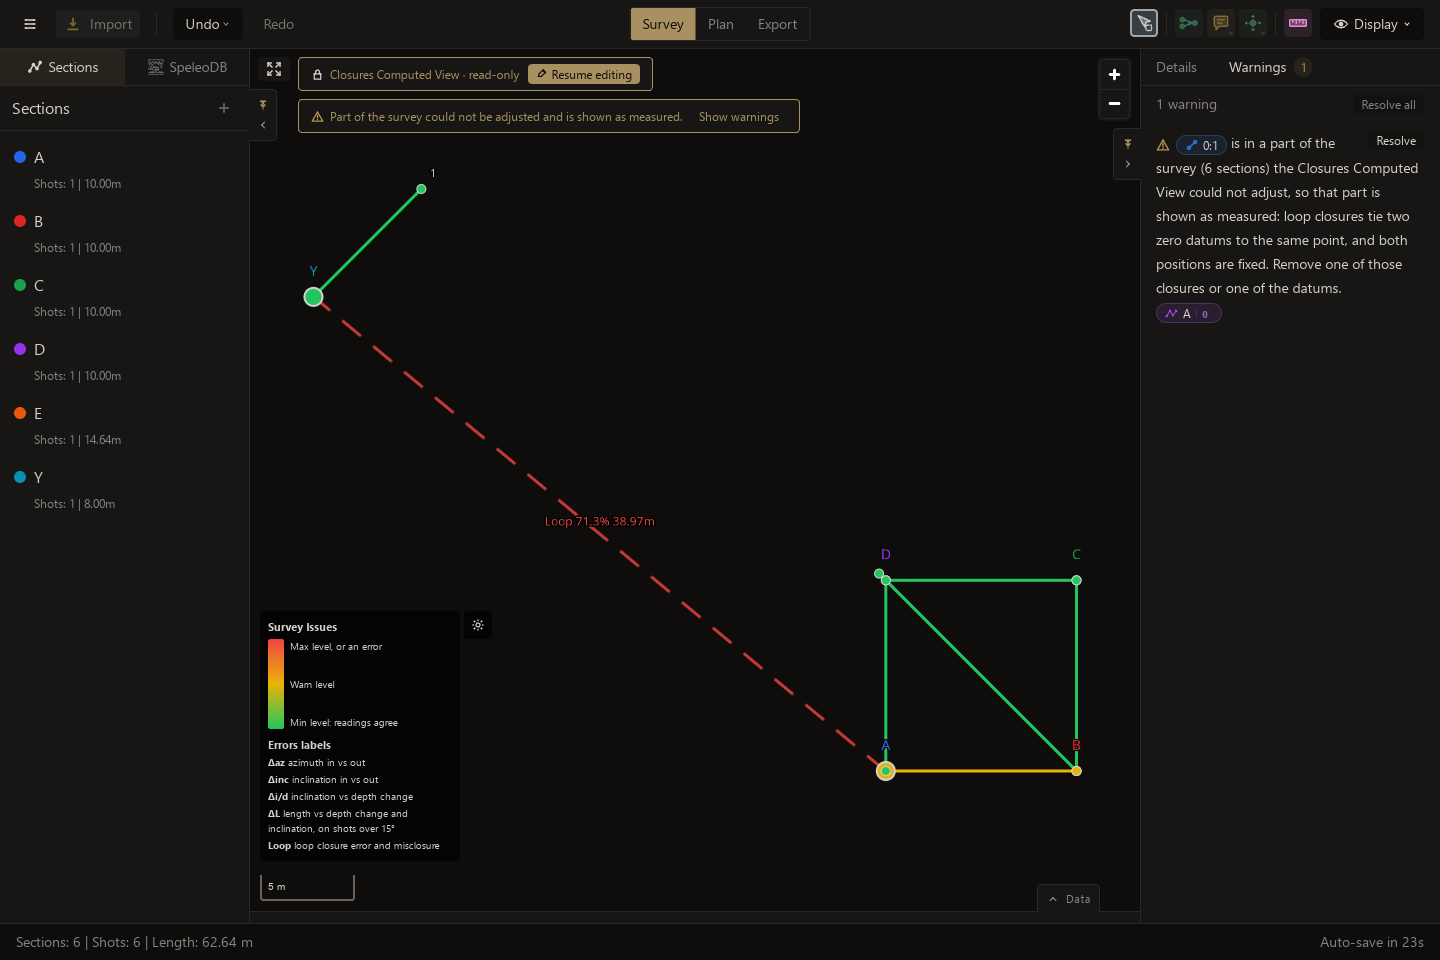 Import
Undo
Redo
Survey
Plan
Export
Display
Sections
SpeleoDB
Sections
A
Shots: 1 | 10.00m
B
Shots: 1 | 10.00m
C
Shots: 1 | 10.00m
D
Shots: 1 | 10.00m
E
Shots: 1 | 14.64m
Y
Shots: 1 | 8.00m
Closures Computed View · read-only
Resume editing
Part of the survey could not be adjusted and is shown as measured.
Show warnings
1
Y
Loop 71.3% 38.97m
D
C
A
B
Survey Issues
Max level, or an error
Warn level
Min level: readings agree
Errors labels
Δaz azimuth in vs out
Δinc inclination in vs out
Δi/d inclination vs depth change
ΔL length vs depth change and
inclination, on shots over 15°
Loop loop closure error and misclosure
5 m
Data
Details
Warnings 1
1 warning
Resolve all
0:1 is in a part of the
Resolve
survey (6 sections) the Closures Computed
View could not adjust, so that part is
shown as measured: loop closures tie two
zero datums to the same point, and both
positions are fixed. Remove one of those
closures or one of the datums.
A 0
Sections: 6 | Shots: 6 | Length: 62.64 m
Auto-save in 23s